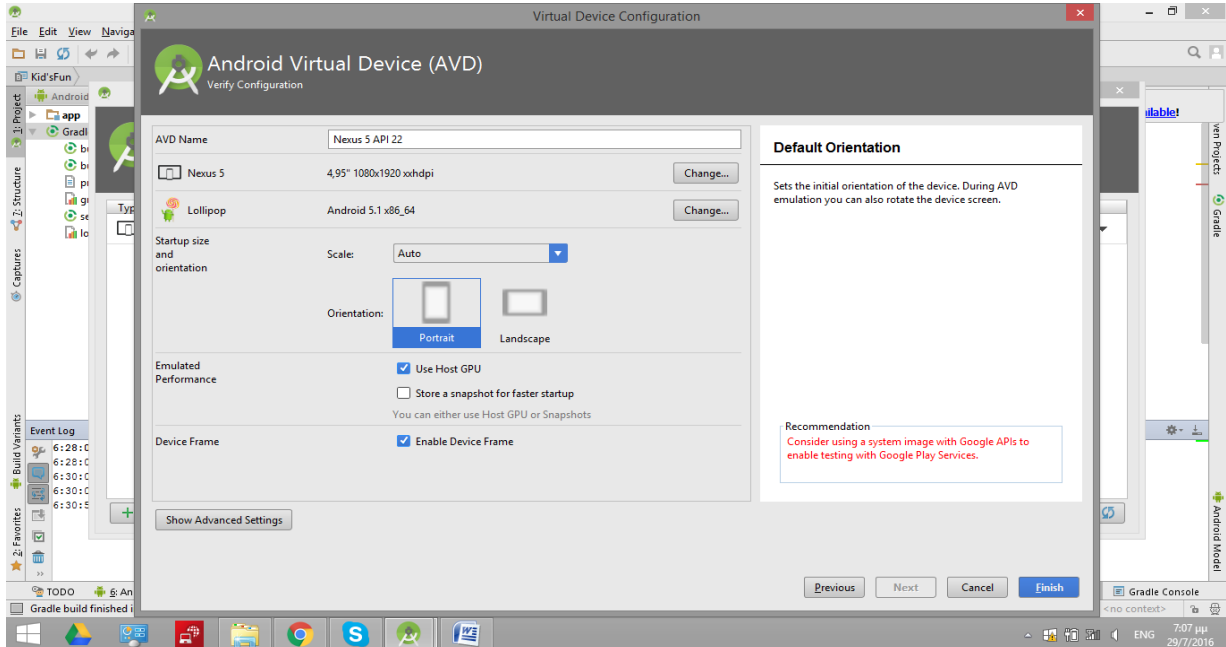 Virtual Device Configuration
File Edit View Naviga
Kid'sFun
Android Virtual Device (AVD)
Verify Configuration
1: Project
Android
app
Gradl
7: Structure
Captures
Build Variants
2: Favorites
Typ
AVD Name
Nexus 5 API 22
Nexus 5
4,95" 1080x1920 xxhdpi
Change...
Lollipop
Android 5.1 x86_64
Change...
Startup size
and
orientation
Scale:
Auto
Orientation:
Portrait
Landscape
Emulated
Performance
Use Host GPU
Store a snapshot for faster startup
You can either use Host GPU or Snapshots
Device Frame
Enable Device Frame
Show Advanced Settings
Default Orientation
Sets the initial orientation of the device. During AVD
emulation you can also rotate the device screen.
Recommendation
Consider using a system image with Google APIs to
enable testing with Google Play Services.
Previous
Next
Cancel
Finish
ilable!
ven Projects
Gradle
Android Model
Event Log
6:28:0
6:28:0
6:30:0
6:30:0
6:30:5
TODO
6: An
Gradle Console
Gradle build finished i
<no context>
ENG
7:07 μμ
29/7/2016